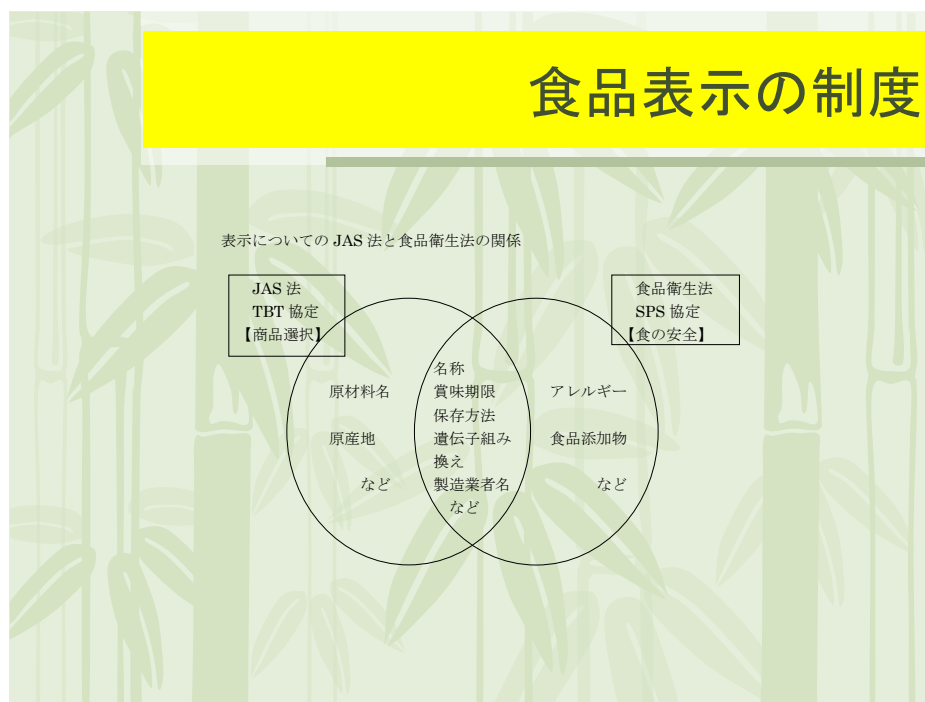 食品表示の制度
表示についての JAS 法と食品衛生法の関係
JAS 法
TBT 協定
【商品選択】
食品衛生法
SPS 協定
【食の安全】
原材料名
原産地
など
名称
賞味期限
保存方法
遺伝子組み
換え
製造業者名
など
アレルギー
食品添加物
など